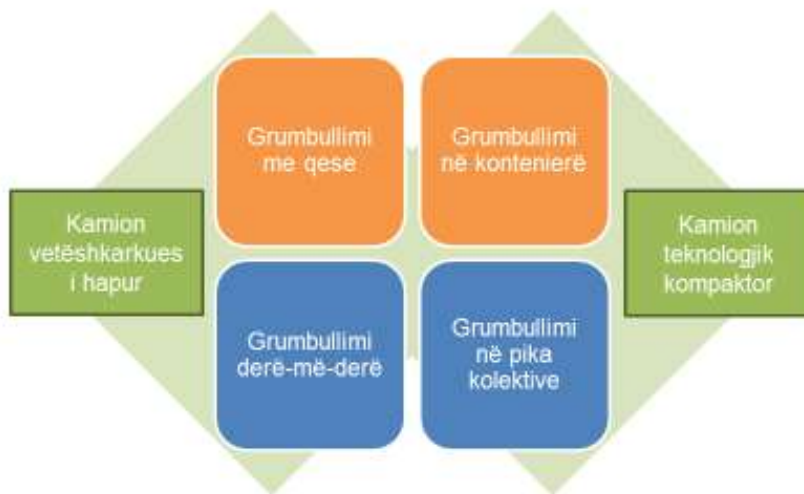 Grumbullimi
me qese
Grumbullimi
në kontenierë
Kamion
vetëshkarkues
i hapur
Kamion
teknologjik
kompaktor
Grumbullimi
derë-më-derë
Grumbullimi
në pika
kolektive